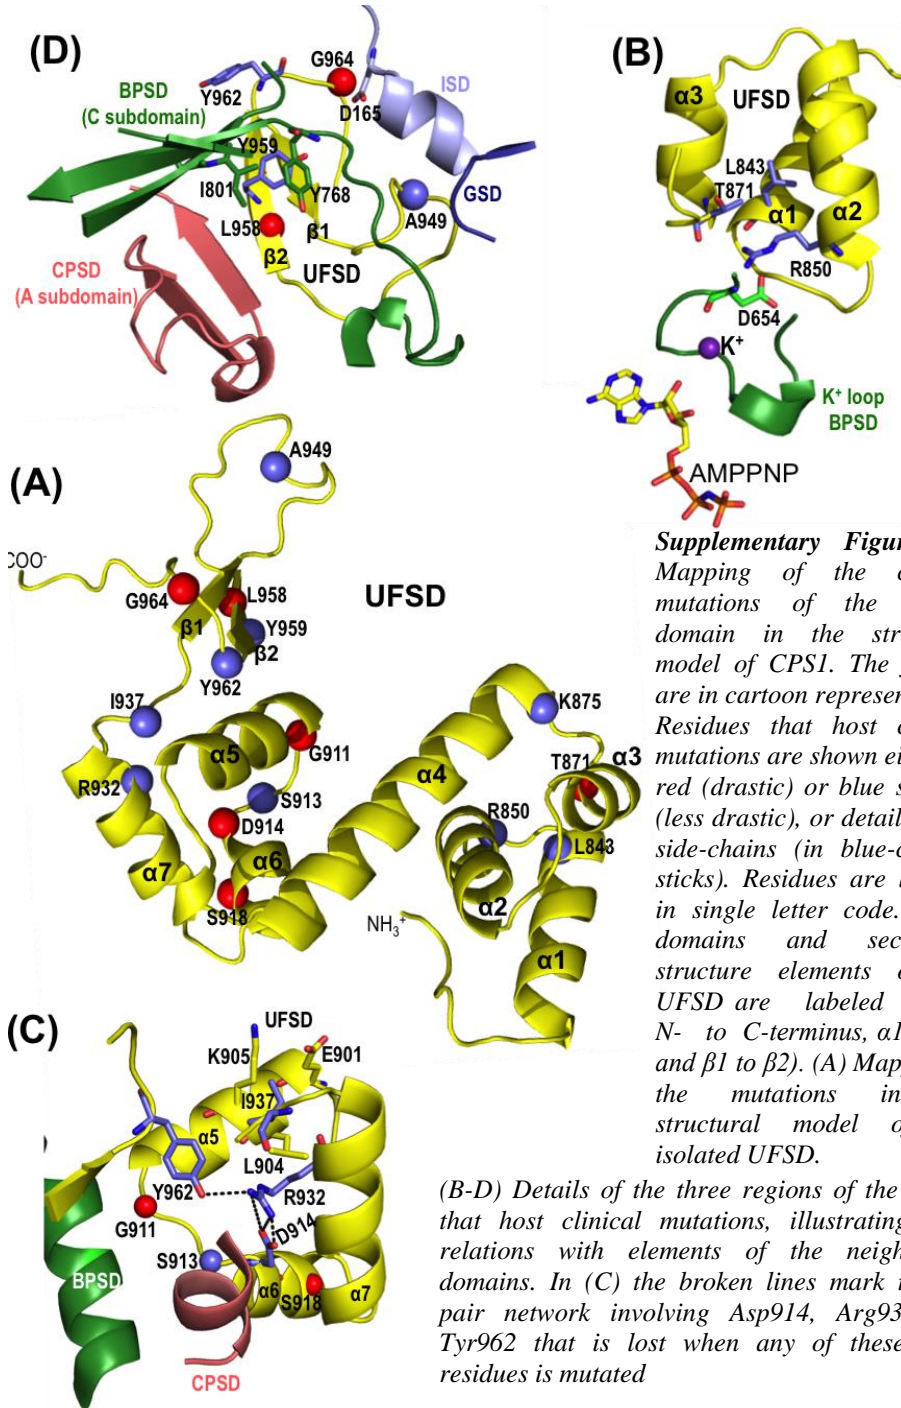 (D)
G964
BPSD
(C subdomain)
Y962
ISD
D165
Y959
I801
Y768
GSD
A949
L958
β1
β2
UFSD
CPSD
(A subdomain)
(B)
α3
UFSD
L843
T871
α1
α2
R850
D654
K+
K+ loop
BPSD
AMPPNP
(A)
A949
COO-
G964
L958
UFSD
β1
Y959
β2
Y962
I937
K875
G911
α5
α3
T871
α4
R932
S913
R850
D914
L843
α6
α7
α2
S918
NH3+
α1
(C)
UFSD
K905
E901
I937
α5
L904
Y962
R932
G911
D914
S913
BPSD
α6
S918
α7
CPSD
Supplementary Figur
Mapping of the c
mutations of the
domain in the str
model of CPS1. The
are in cartoon represen
Residues that host c
mutations are shown ei
red (drastic) or blue s
(less drastic), or detail
side-chains (in blue-c
sticks). Residues are l
in single letter code.
domains and sec
structure elements o
UFSD are labeled
N- to C-terminus, α1
and β1 to β2). (A) Mapp
the mutations in
structural model o
isolated UFSD.
(B-D) Details of the three regions of the
that host clinical mutations, illustrating
relations with elements of the neigh
domains. In (C) the broken lines mark
pair network involving Asp914, Arg93
Tyr962 that is lost when any of these
residues is mutated